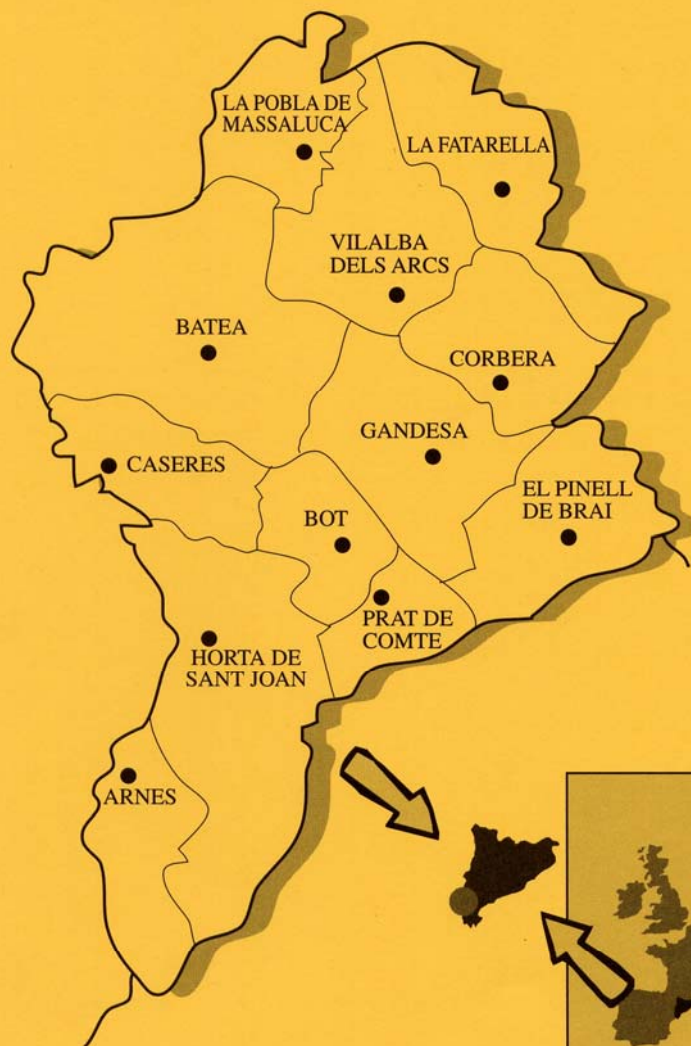 LA POBLA DE
MASSALUCA
LA FATARELLA
VILALBA
DELS ARCS
BATEA
CORBERA
GANDESA
CASERES
EL PINELL
DE BRAI
BOT
PRAT DE
COMTE
HORTA DE
SANT JOAN
ARNES